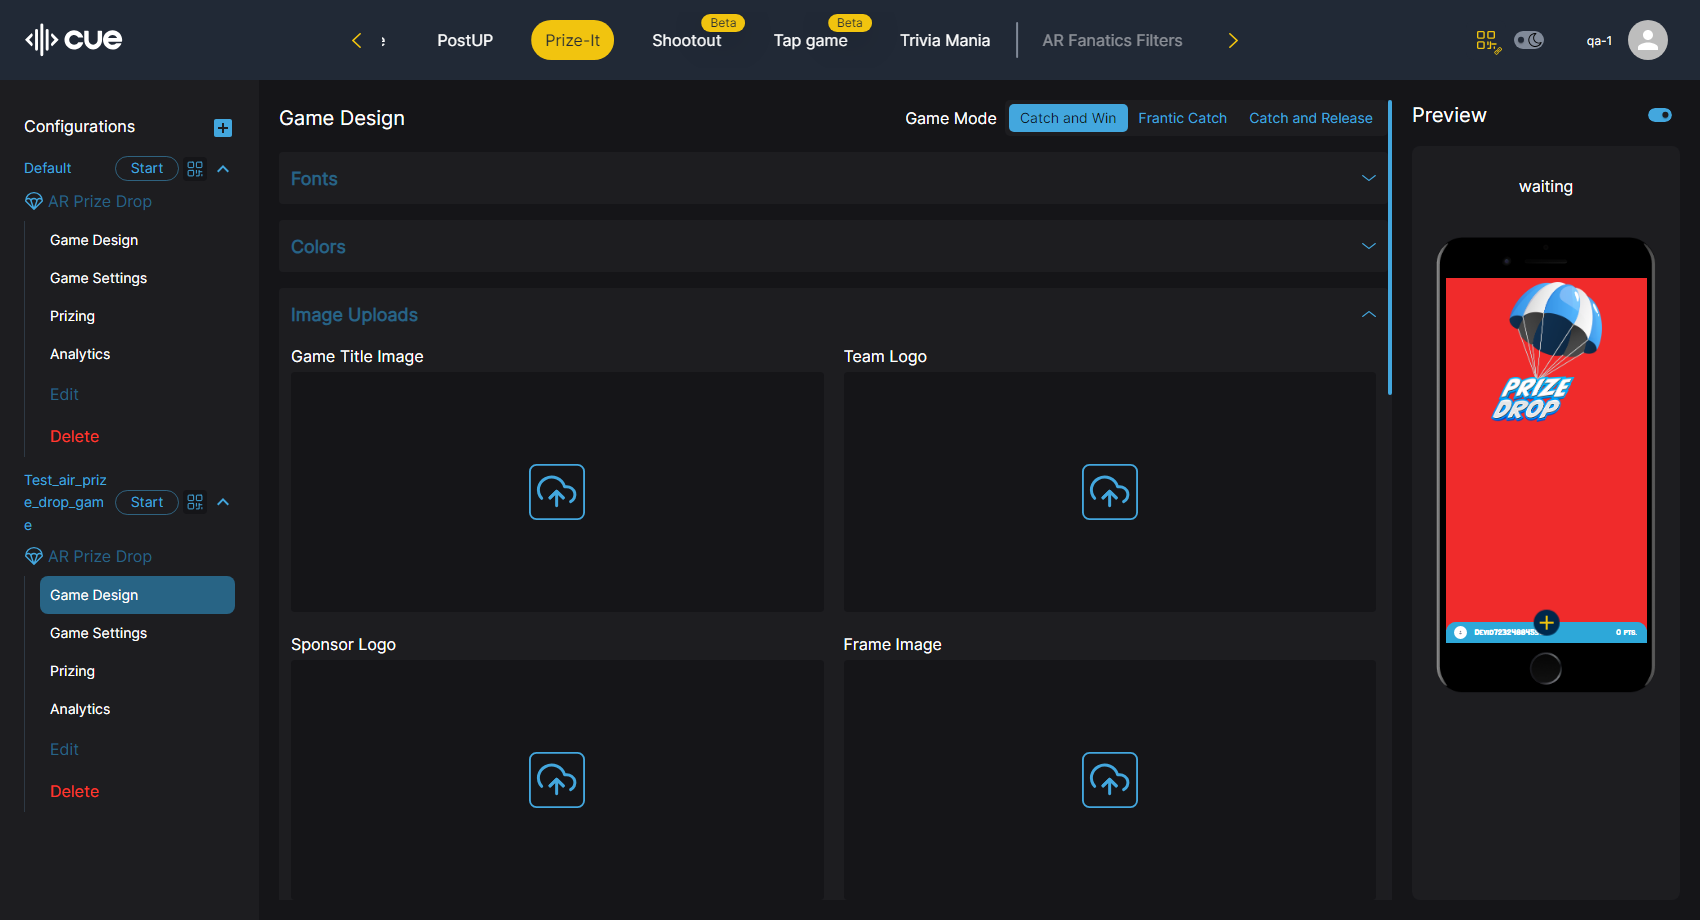 cue
e
PostUP
Prize-It
Shootout
Beta
Tap game
Beta
Trivia Mania
AR Fanatics Filters
qa-1
Configurations
Default
Start
AR Prize Drop
Game Design
Game Settings
Prizing
Analytics
Edit
Delete
Test_air_priz
e_drop_gam
e
Start
AR Prize Drop
Game Design
Game Settings
Prizing
Analytics
Edit
Delete
Game Design
Game Mode
Catch and Win
Frantic Catch
Catch and Release
Fonts
Colors
Image Uploads
Game Title Image
Team Logo
Sponsor Logo
Frame Image
Preview
waiting
PRIZE
DROP
0 PTS.